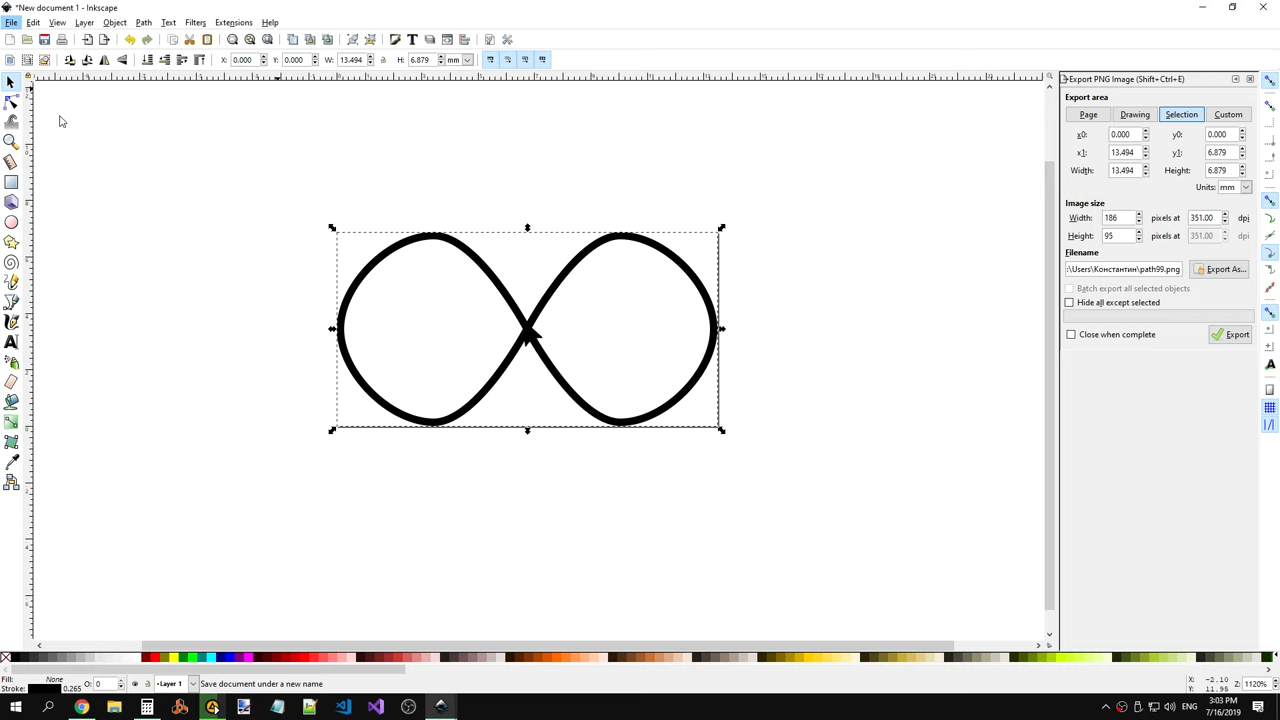 *New document 1 - Inkscape
File Edit View Layer Object Path Text Filters Extensions Help
X: 0.000 Y: 0.000 W: 13.494 H: 6.879 mm
Export PNG Image (Shift+Ctrl+E)
Export area
Page Drawing Selection Custom
x0: 0.000 y0: 0.000
x1: 13.494 y1: 6.879
Width: 13.494 Height: 6.879
Units: mm
Image size
Width: 186 pixels at 351.00 dpi
Height: 95 pixels at 351.00 dpi
Filename
:\Users\Константин\path99.png Export As...
Batch export all selected objects
Hide all except selected
Close when complete Export
Fill: None
Stroke: 0.265 O: 0 Layer 1 Save document under a new name
X: -2.10
Y: 11.95
Z: 1120%
ENG 3:03 PM
7/16/2019